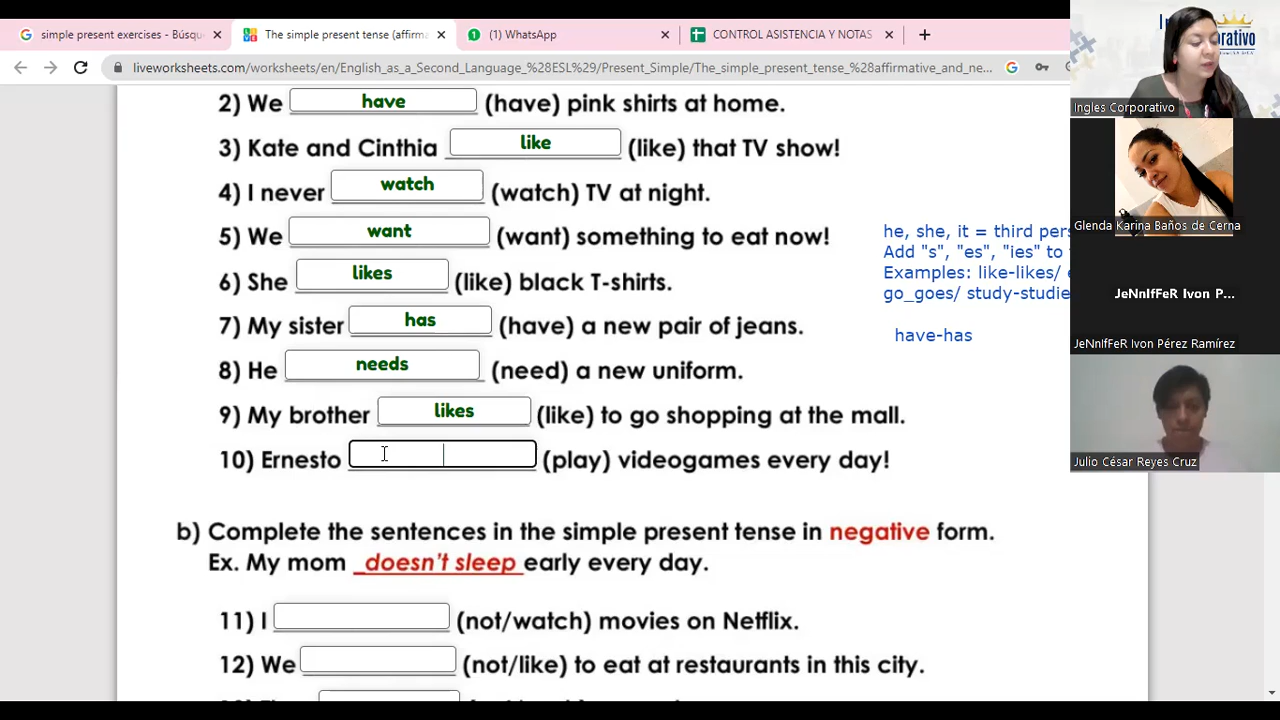 simple present exercises - Búsqu
The simple present tense (affirma
(1) WhatsApp
CONTROL ASISTENCIA Y NOTAS
liveworksheets.com/worksheets/en/English_as_a_Second_Language_%28ESL%29/Present_Simple/The_simple_present_tense_%28affirmative_and_ne...
2) We have (have) pink shirts at home.
3) Kate and Cinthia like (like) that TV show!
4) I never watch (watch) TV at night.
5) We want (want) something to eat now!
6) She likes (like) black T-shirts.
7) My sister has (have) a new pair of jeans.
8) He needs (need) a new uniform.
9) My brother likes (like) to go shopping at the mall.
10) Ernesto (play) videogames every day!
he, she, it = third pers
Add "s", "es", "ies" to
Examples: like-likes/
go_goes/ study-studie
have-has
b) Complete the sentences in the simple present tense in negative form.
Ex. My mom _doesn't sleep_ early every day.
11) I (not/watch) movies on Netflix.
12) We (not/like) to eat at restaurants in this city.
Ingles Corporativo
Glenda Karina Baños de Cerna
JeNnIfFeR Ivon P...
JeNnIfFeR Ivon Pérez Ramírez
Julio César Reyes Cruz